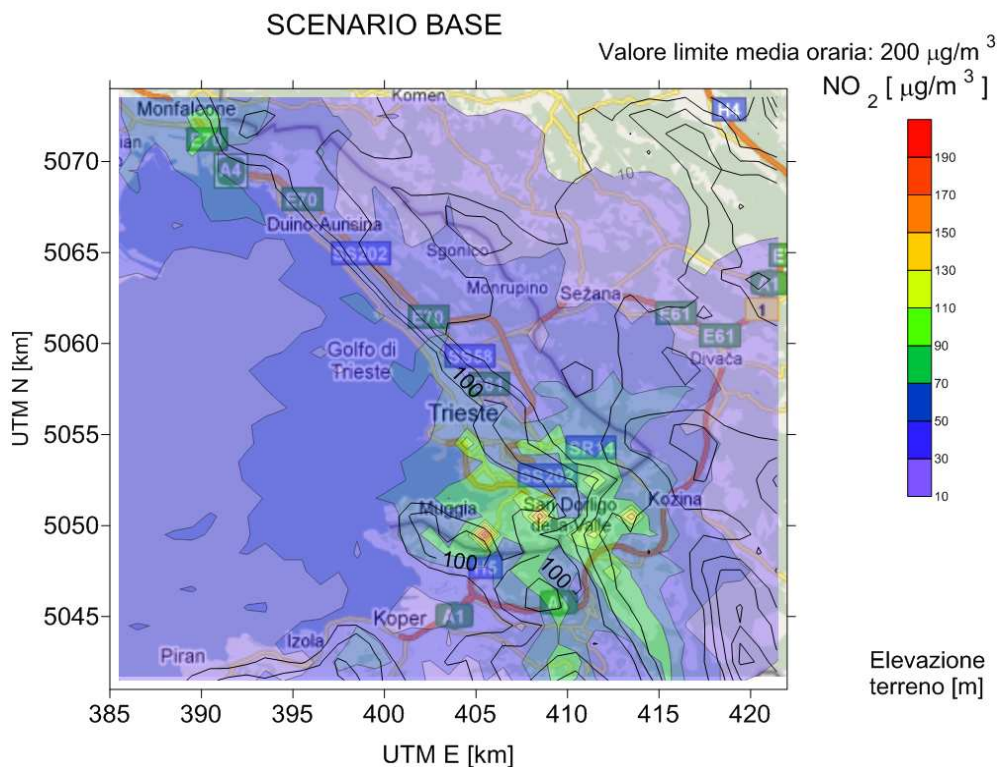 SCENARIO BASE
Valore limite media oraria: 200 µg/m³
NO₂ [ µg/m³ ]
190
170
150
130
110
90
70
50
30
10
Elevazione
terreno [m]
UTM N [km]
5070
5065
5060
5055
5050
5045
385 390 395 400 405 410 415 420
UTM E [km]
Komen
Monfalcone
H4
A4
10
E70
Duino-Aurisina
SS202
Sgonico
Monrupino
Sežana
E70
E61
1
E61
Golfo di
Trieste
SS58
Divača
100
Trieste
SR14
SS202
Kozina
Muggia
San Dorligo
della Valle
100
100
Koper
A1
Izola
Piran